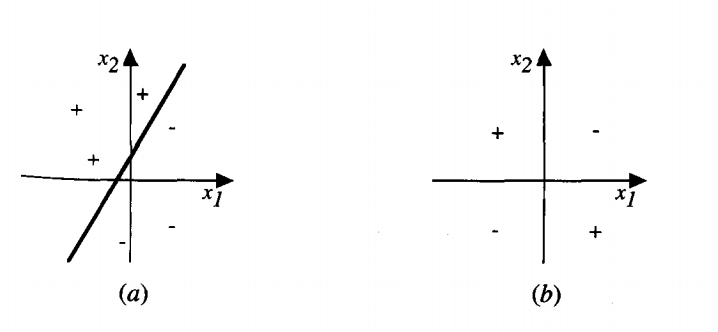 x2 x2
+ +
+ -
+ -
+ x1 x1
- - - +
(a) (b)